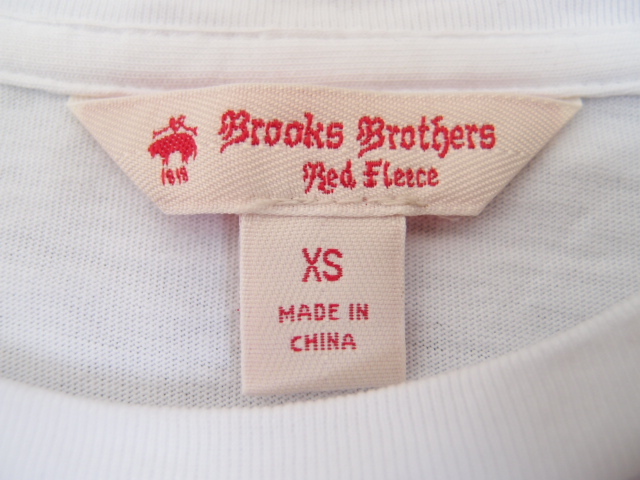 Brooks Brothers
Red Fleece
1818
XS
MADE IN
CHINA